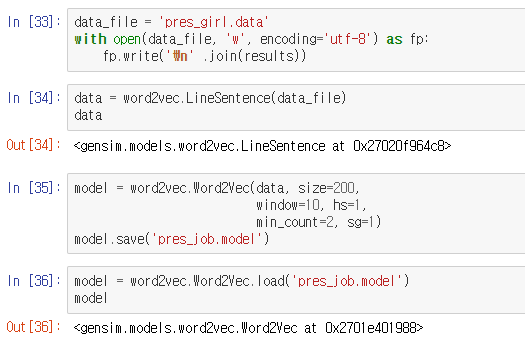 In [33]: data_file = 'pres_girl.data'
with open(data_file, 'w', encoding='utf-8') as fp:
fp.write('₩n' .join(results))
In [34]: data = word2vec.LineSentence(data_file)
data
Out[34]: <gensim.models.word2vec.LineSentence at 0x27020f964c8>
In [35]: model = word2vec.Word2Vec(data, size=200,
window=10, hs=1,
min_count=2, sg=1)
model.save('pres_job.model')
In [36]: model = word2vec.Word2Vec.load('pres_job.model')
model
Out[36]: <gensim.models.word2vec.Word2Vec at 0x2701e401988>